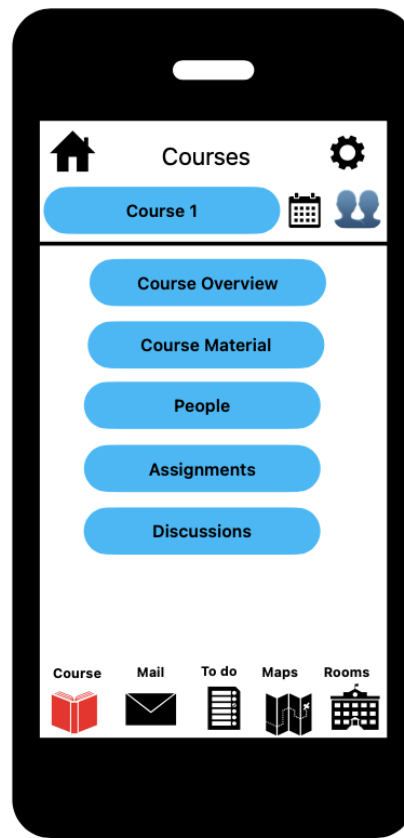 Courses
Course 1
Course Overview
Course Material
People
Assignments
Discussions
Course Mail To do Maps Rooms